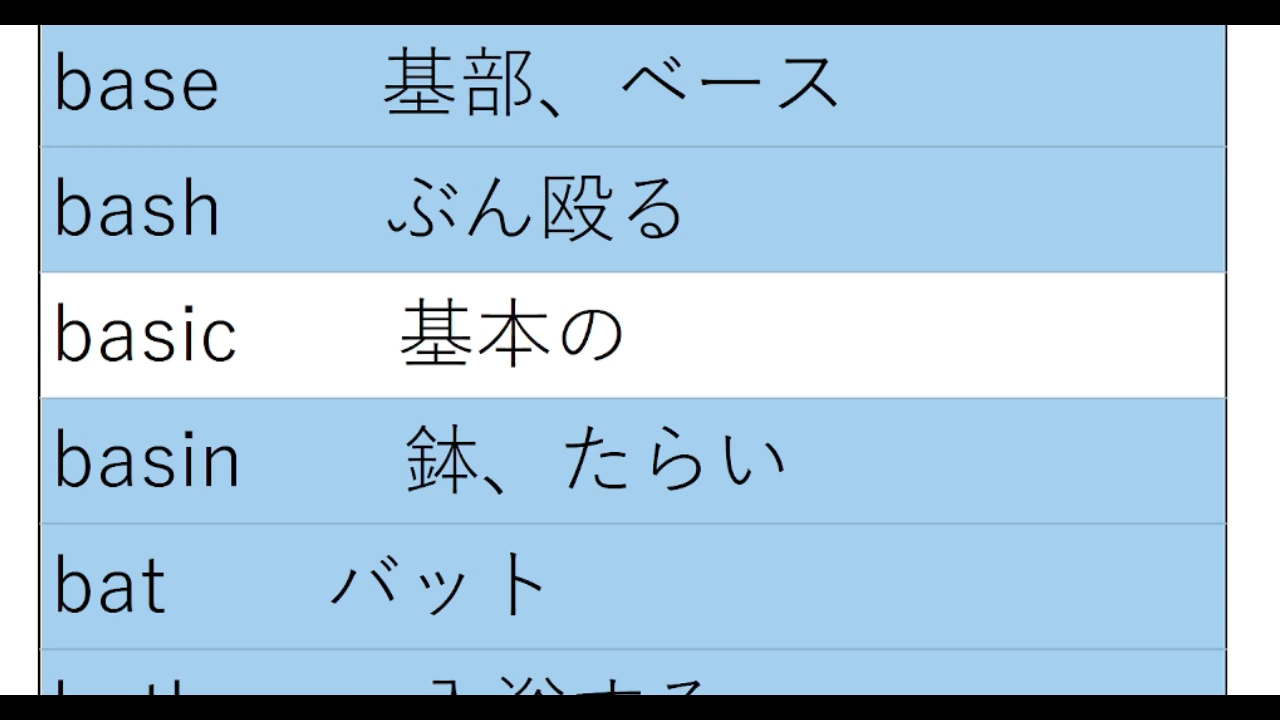 base 基部、ベース
bash ぶん殴る
basic 基本の
basin 鉢、たらい
bat バット